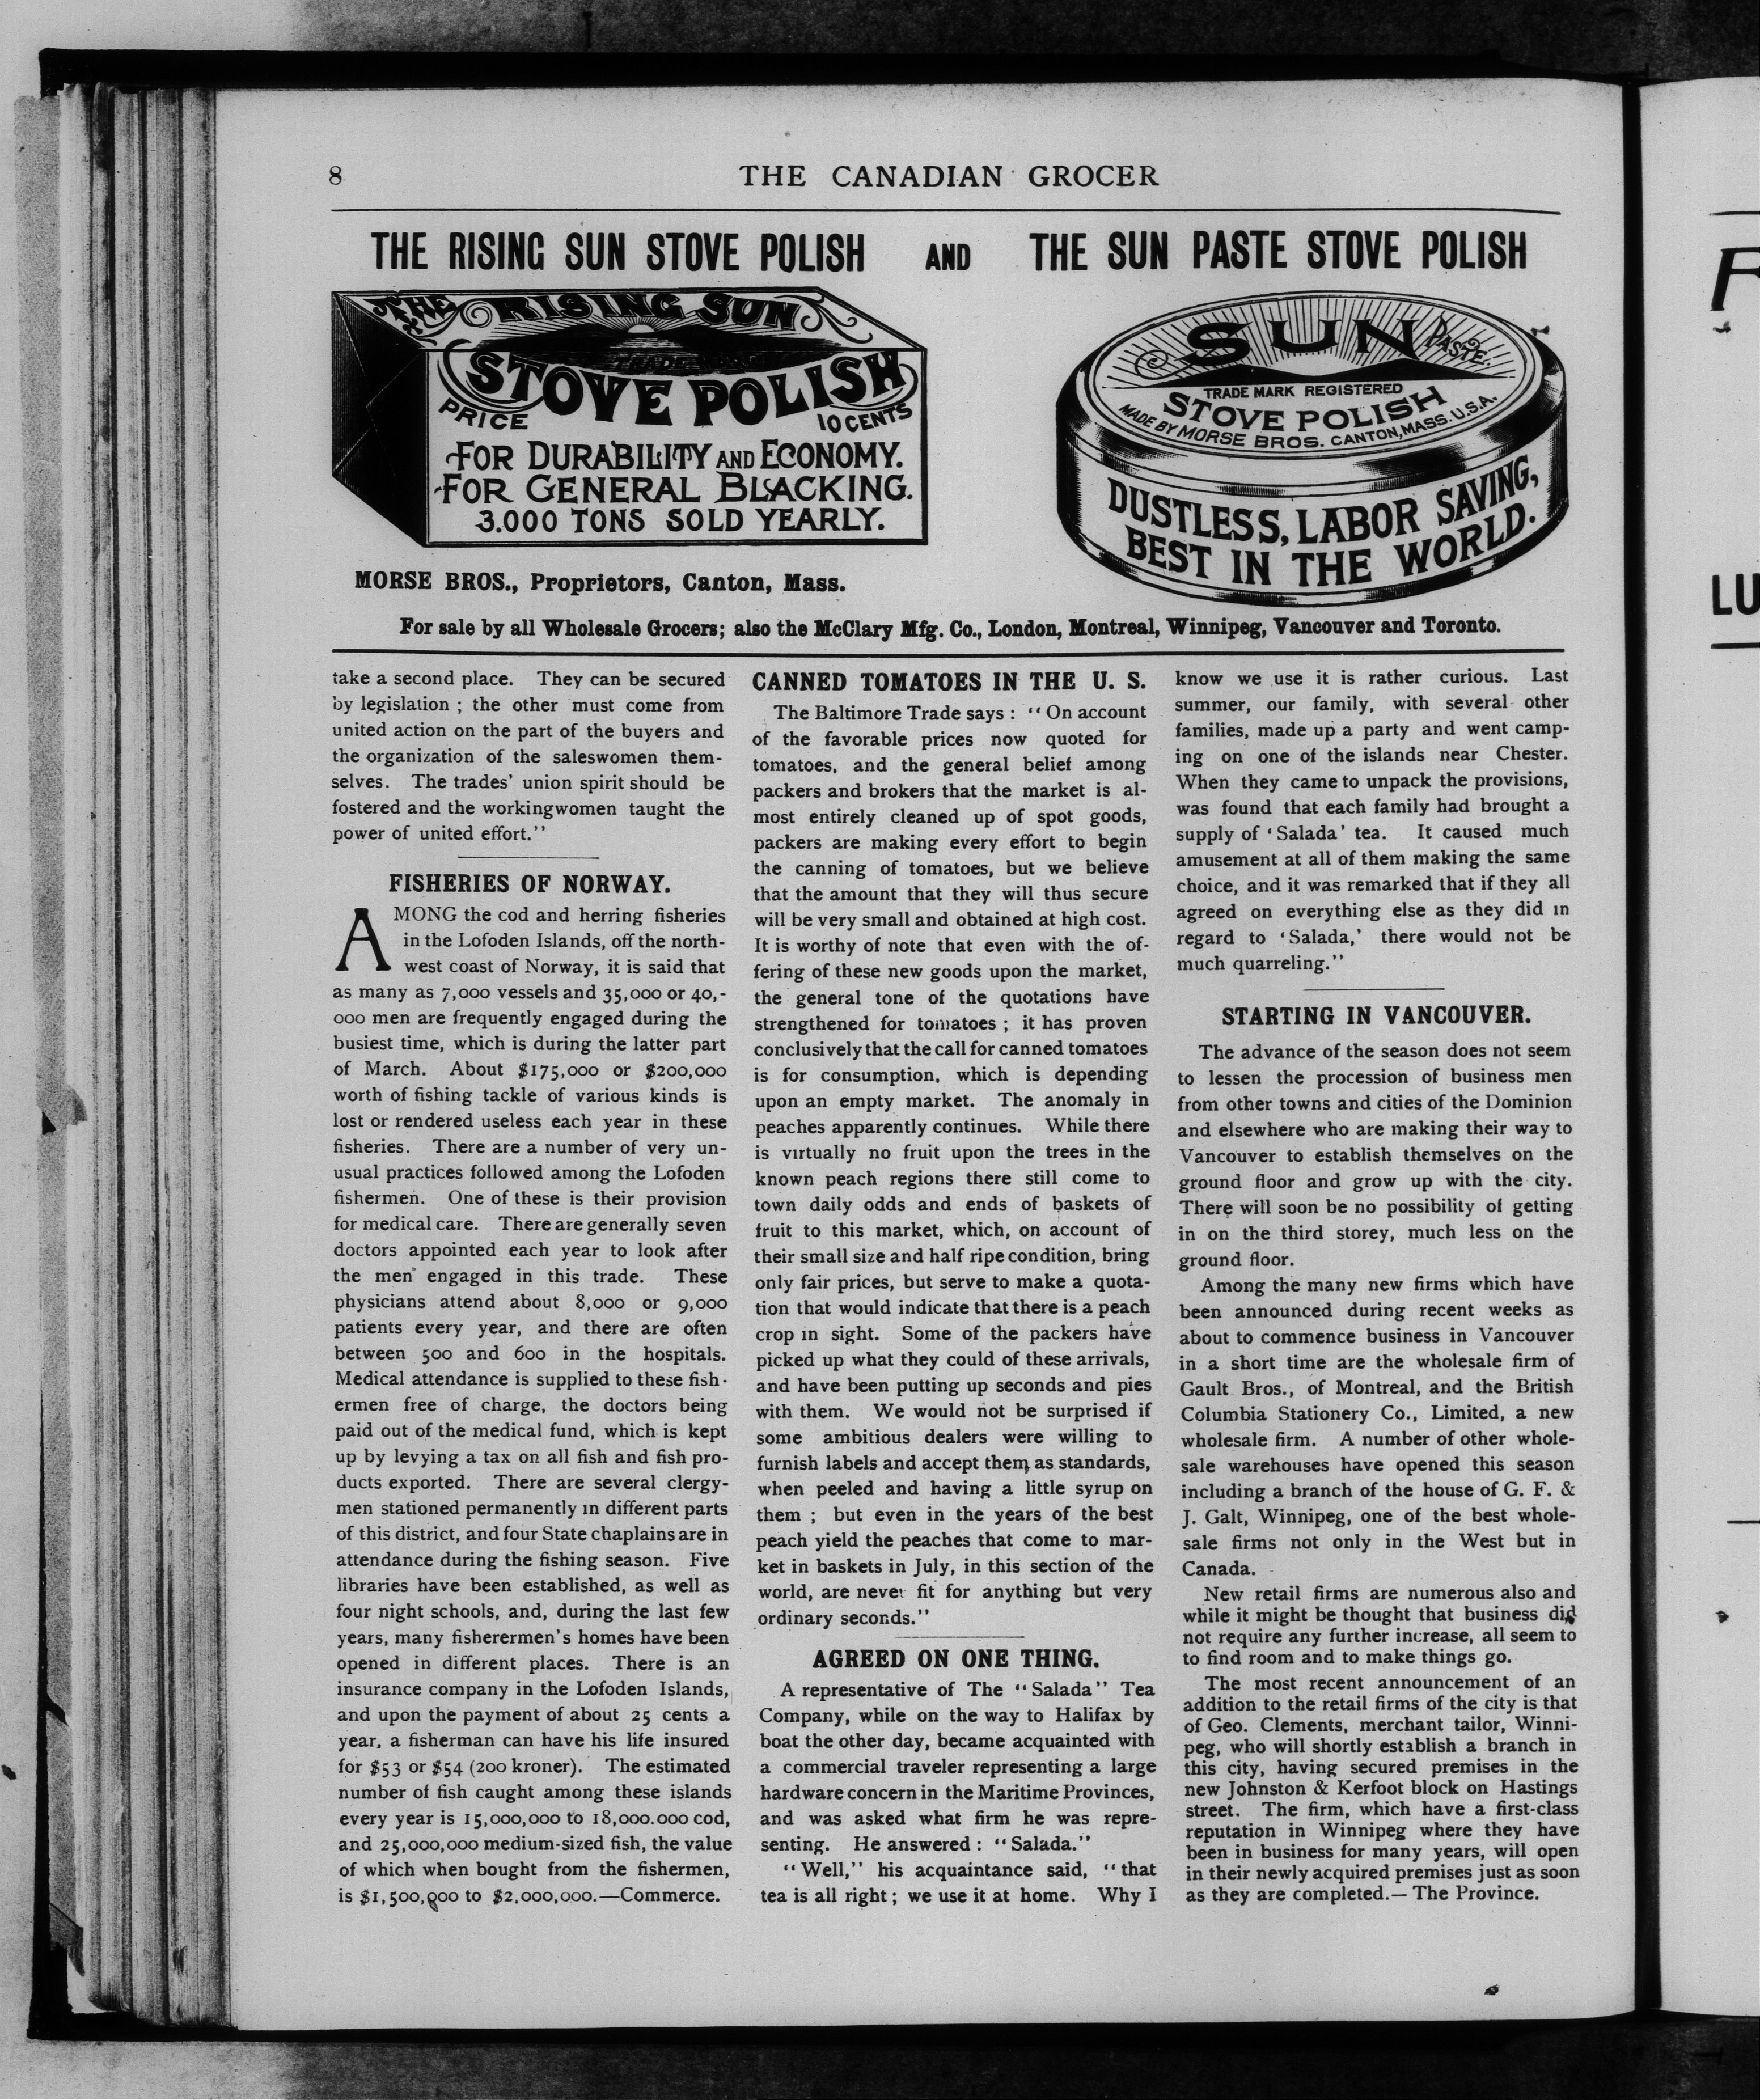 8
THE CANADIAN GROCER
THE RISING SUN STOVE POLISH AND THE SUN PASTE STOVE POLISH
THE RISING SUN
TRADE
STOVE POLISH
PRICE 10 CENTS
FOR DURABILITY AND ECONOMY.
FOR GENERAL BLACKING.
3.000 TONS SOLD YEARLY.
SUN PASTE
TRADE MARK REGISTERED
STOVE POLISH
MADE BY MORSE BROS. CANTON, MASS. U.S.A.
DUSTLESS, LABOR SAVING,
BEST IN THE WORLD.
MORSE BROS., Proprietors, Canton, Mass.
For sale by all Wholesale Grocers; also the McClary Mfg. Co., London, Montreal, Winnipeg, Vancouver and Toronto.
take a second place. They can be secured
by legislation ; the other must come from
united action on the part of the buyers and
the organization of the saleswomen them-
selves. The trades' union spirit should be
fostered and the workingwomen taught the
power of united effort."
FISHERIES OF NORWAY.
AMONG the cod and herring fisheries
in the Lofoden Islands, off the north-
west coast of Norway, it is said that
as many as 7,000 vessels and 35,000 or 40,-
000 men are frequently engaged during the
busiest time, which is during the latter part
of March. About $175,000 or $200,000
worth of fishing tackle of various kinds is
lost or rendered useless each year in these
fisheries. There are a number of very un-
usual practices followed among the Lofoden
fishermen. One of these is their provision
for medical care. There are generally seven
doctors appointed each year to look after
the men engaged in this trade. These
physicians attend about 8,000 or 9,000
patients every year, and there are often
between 500 and 600 in the hospitals.
Medical attendance is supplied to these fish-
ermen free of charge, the doctors being
paid out of the medical fund, which is kept
up by levying a tax on all fish and fish pro-
ducts exported. There are several clergy-
men stationed permanently in different parts
of this district, and four State chaplains are in
attendance during the fishing season. Five
libraries have been established, as well as
four night schools, and, during the last few
years, many fisherermen's homes have been
opened in different places. There is an
insurance company in the Lofoden Islands,
and upon the payment of about 25 cents a
year, a fisherman can have his life insured
for $53 or $54 (200 kroner). The estimated
number of fish caught among these islands
every year is 15,000,000 to 18,000.000 cod,
and 25,000,000 medium-sized fish, the value
of which when bought from the fishermen,
is $1,500,000 to $2,000,000.—Commerce.
CANNED TOMATOES IN THE U. S.
The Baltimore Trade says : "On account
of the favorable prices now quoted for
tomatoes, and the general belief among
packers and brokers that the market is al-
most entirely cleaned up of spot goods,
packers are making every effort to begin
the canning of tomatoes, but we believe
that the amount that they will thus secure
will be very small and obtained at high cost.
It is worthy of note that even with the of-
fering of these new goods upon the market,
the general tone of the quotations have
strengthened for tomatoes ; it has proven
conclusively that the call for canned tomatoes
is for consumption, which is depending
upon an empty market. The anomaly in
peaches apparently continues. While there
is virtually no fruit upon the trees in the
known peach regions there still come to
town daily odds and ends of baskets of
fruit to this market, which, on account of
their small size and half ripe condition, bring
only fair prices, but serve to make a quota-
tion that would indicate that there is a peach
crop in sight. Some of the packers have
picked up what they could of these arrivals,
and have been putting up seconds and pies
with them. We would not be surprised if
some ambitious dealers were willing to
furnish labels and accept them as standards,
when peeled and having a little syrup on
them ; but even in the years of the best
peach yield the peaches that come to mar-
ket in baskets in July, in this section of the
world, are never fit for anything but very
ordinary seconds."
AGREED ON ONE THING.
A representative of The "Salada" Tea
Company, while on the way to Halifax by
boat the other day, became acquainted with
a commercial traveler representing a large
hardware concern in the Maritime Provinces,
and was asked what firm he was repre-
senting. He answered : "Salada."
"Well," his acquaintance said, "that
tea is all right ; we use it at home. Why I
know we use it is rather curious. Last
summer, our family, with several other
families, made up a party and went camp-
ing on one of the islands near Chester.
When they came to unpack the provisions,
was found that each family had brought a
supply of 'Salada' tea. It caused much
amusement at all of them making the same
choice, and it was remarked that if they all
agreed on everything else as they did in
regard to 'Salada,' there would not be
much quarreling."
STARTING IN VANCOUVER.
The advance of the season does not seem
to lessen the procession of business men
from other towns and cities of the Dominion
and elsewhere who are making their way to
Vancouver to establish themselves on the
ground floor and grow up with the city.
There will soon be no possibility of getting
in on the third storey, much less on the
ground floor.
Among the many new firms which have
been announced during recent weeks as
about to commence business in Vancouver
in a short time are the wholesale firm of
Gault Bros., of Montreal, and the British
Columbia Stationery Co., Limited, a new
wholesale firm. A number of other whole-
sale warehouses have opened this season
including a branch of the house of G. F. &
J. Galt, Winnipeg, one of the best whole-
sale firms not only in the West but in
Canada.
New retail firms are numerous also and
while it might be thought that business did
not require any further increase, all seem to
to find room and to make things go.
The most recent announcement of an
addition to the retail firms of the city is that
of Geo. Clements, merchant tailor, Winni-
peg, who will shortly establish a branch in
this city, having secured premises in the
new Johnston & Kerfoot block on Hastings
street. The firm, which have a first-class
reputation in Winnipeg where they have
been in business for many years, will open
in their newly acquired premises just as soon
as they are completed.—The Province.
LU